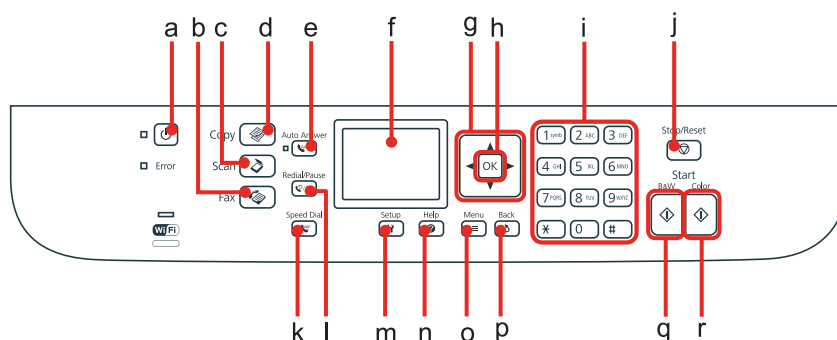 a b c d e f g h i j
Copy
Auto Answer
Error
Scan
Redial/Pause
Fax
Speed Dial
WiFi
Setup
Help
Menu
Back
OK
1 symb 2 ABC 3 DEF
4 GHI 5 JKL 6 MNO
7 PQRS 8 TUV 9 WXYZ
* 0 #
Stop/Reset
Start
B&W Color
k l m n o p q r